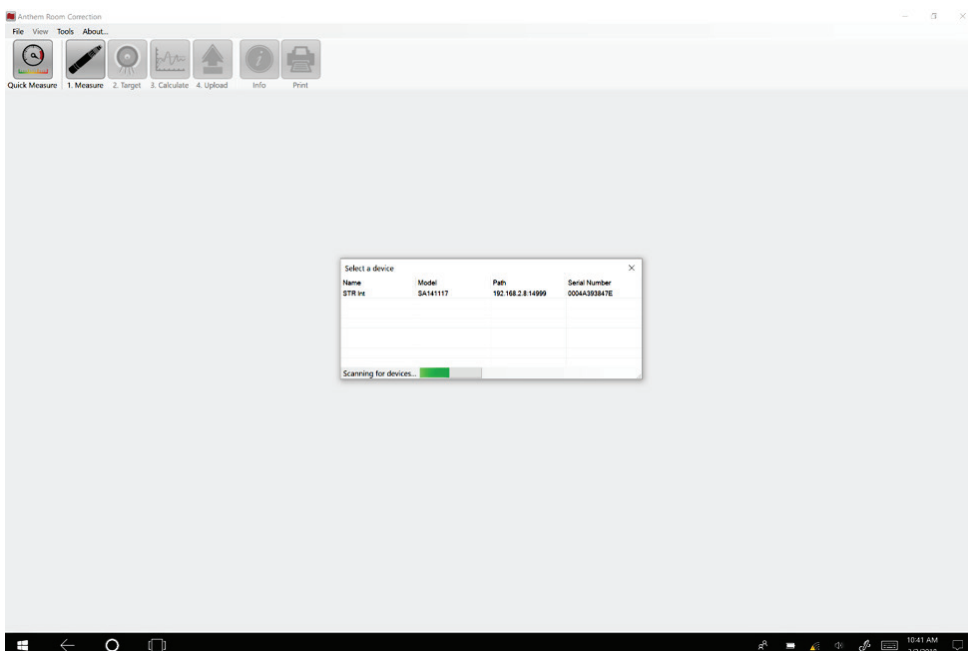 Anthem Room Correction
File View Tools About...
Quick Measure 1. Measure 2. Target 3. Calculate 4. Upload Info Print
Select a device
Name Model Path Serial Number
STR Int SA141117 192.168.2.8:14999 0004A393847E
Scanning for devices...
10:41 AM